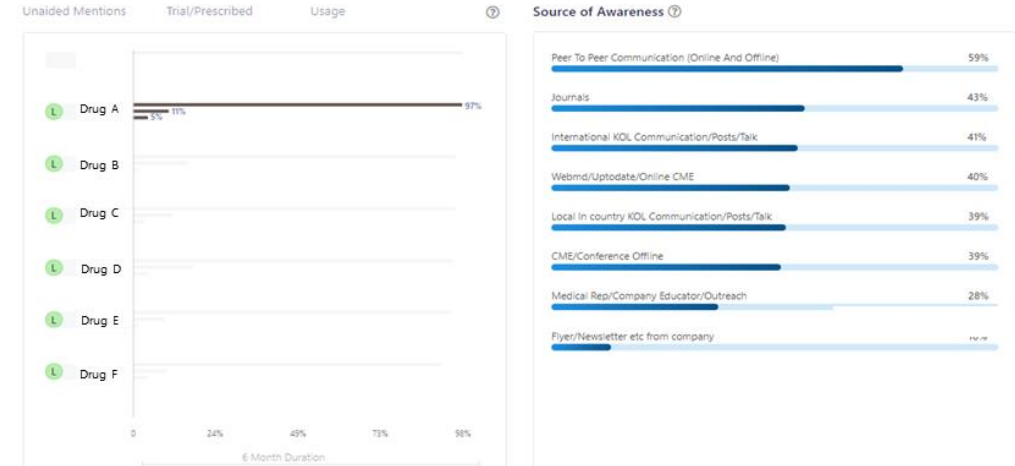 Unaided Mentions Trial/Prescribed Usage
Drug A 97%
11%
5%
L Drug B
L Drug C
L Drug D
L Drug E
L Drug F
0 24% 49% 73% 98%
6 Month Duration
Source of Awareness
Peer To Peer Communication (Online And Offline) 59%
Journals 43%
International KOL Communication/Posts/Talk 41%
Webmd/Uptodate/Online CME 40%
Local In country KOL Communication/Posts/Talk 39%
CME/Conference Offline 39%
Medical Rep/Company Educator/Outreach 28%
Flyer/Newsletter etc from company